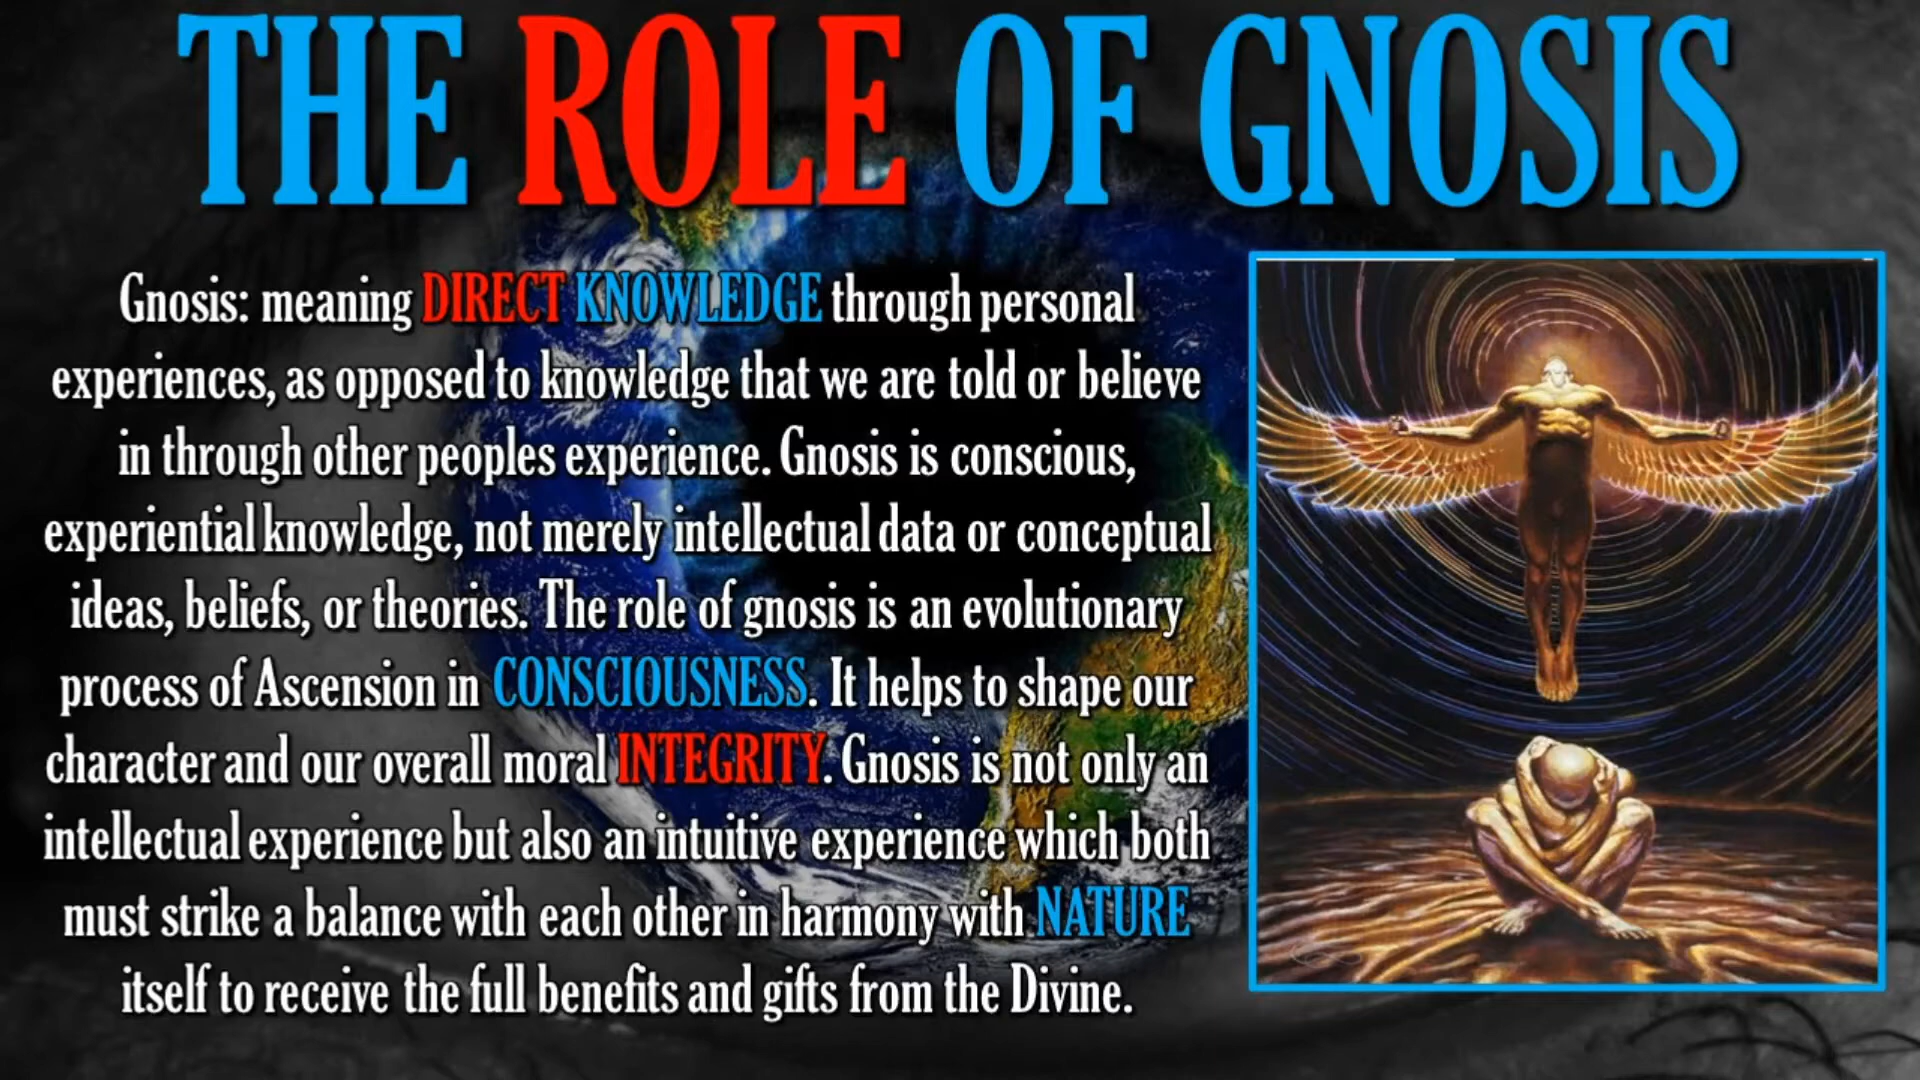 THE ROLE OF GNOSIS
Gnosis: meaning DIRECT KNOWLEDGE through personal
experiences, as opposed to knowledge that we are told or believe
in through other peoples experience. Gnosis is conscious,
experiential knowledge, not merely intellectual data or conceptual
ideas, beliefs, or theories. The role of gnosis is an evolutionary
process of Ascension in CONSCIOUSNESS. It helps to shape our
character and our overall moral INTEGRITY. Gnosis is not only an
intellectual experience but also an intuitive experience which both
must strike a balance with each other in harmony with NATURE
itself to receive the full benefits and gifts from the Divine.